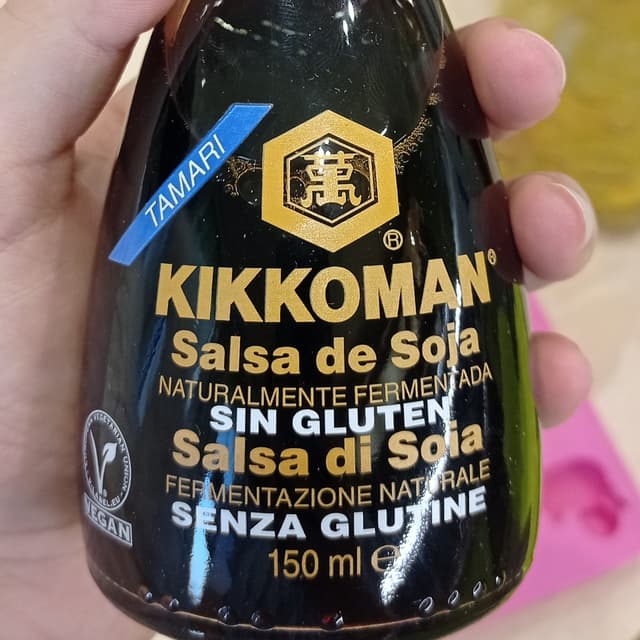 TAMARI
萬
®
KIKKOMAN®
Salsa de Soja
NATURALMENTE FERMENTADA
SIN GLUTEN
Salsa di Soia
FERMENTAZIONE NATURALE
SENZA GLUTINE
150 ml ℮
VEGAN